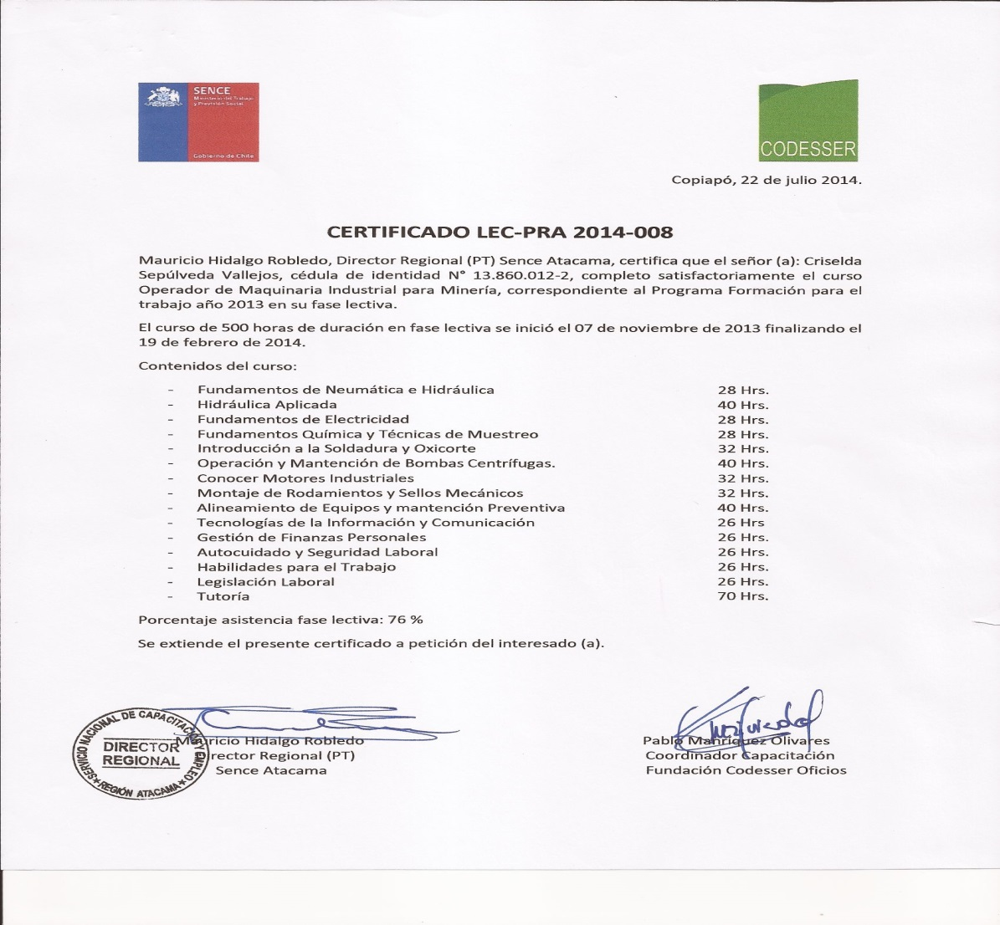 SENCE
Ministerio del Trabajo
y Previsión Social
Gobierno de Chile
CODESSER
Copiapó, 22 de julio 2014.
CERTIFICADO LEC-PRA 2014-008
Mauricio Hidalgo Robledo, Director Regional (PT) Sence Atacama, certifica que el señor (a): Criselda
Sepúlveda Vallejos, cédula de identidad N° 13.860.012-2, completo satisfactoriamente el curso
Operador de Maquinaria Industrial para Minería, correspondiente al Programa Formación para el
trabajo año 2013 en su fase lectiva.
El curso de 500 horas de duración en fase lectiva se inició el 07 de noviembre de 2013 finalizando el
19 de febrero de 2014.
Contenidos del curso:
- Fundamentos de Neumática e Hidráulica 28 Hrs.
- Hidráulica Aplicada 40 Hrs.
- Fundamentos de Electricidad 28 Hrs.
- Fundamentos Química y Técnicas de Muestreo 28 Hrs.
- Introducción a la Soldadura y Oxicorte 32 Hrs.
- Operación y Mantención de Bombas Centrífugas. 40 Hrs.
- Conocer Motores Industriales 32 Hrs.
- Montaje de Rodamientos y Sellos Mecánicos 32 Hrs.
- Alineamiento de Equipos y mantención Preventiva 40 Hrs.
- Tecnologías de la Información y Comunicación 26 Hrs
- Gestión de Finanzas Personales 26 Hrs.
- Autocuidado y Seguridad Laboral 26 Hrs.
- Habilidades para el Trabajo 26 Hrs.
- Legislación Laboral 26 Hrs.
- Tutoría 70 Hrs.
Porcentaje asistencia fase lectiva: 76 %
Se extiende el presente certificado a petición del interesado (a).
SERVICIO NACIONAL DE CAPACITACIÓN Y EMPLEO
DIRECTOR
REGIONAL
REGIÓN ATACAMA
Mauricio Hidalgo Robledo
Director Regional (PT)
Sence Atacama
Pablo Manríquez Olivares
Coordinador Capacitación
Fundación Codesser Oficios